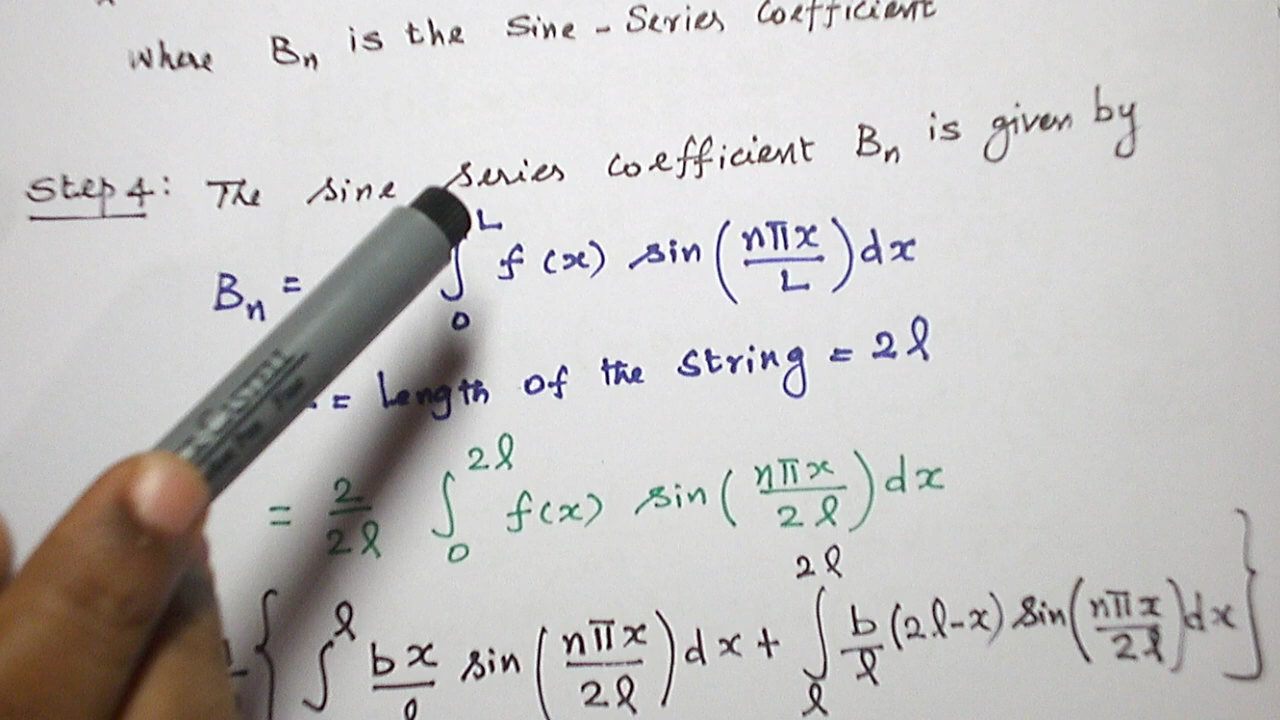 where Bn is the Sine - Series Coefficient
Step 4: The sine series coefficient Bn is given by
Bn = ∫₀ᴸ f(x) sin(nπx/L) dx
= Length of the string = 2l
= 2/2l ∫₀²ˡ f(x) sin(nπx/2l) dx
{ ∫ˡ bx/l sin(nπx/2l) dx + ∫ₗ²ˡ b/l (2l-x) sin(nπx/2l) dx }